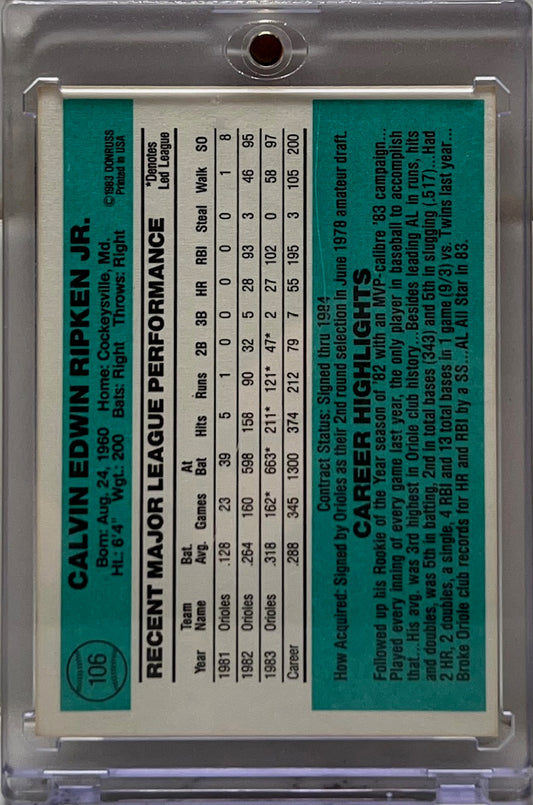 106
CALVIN EDWIN RIPKEN JR.
Born: Aug. 24, 1960 Home: Cockeysville, Md.
Ht.: 6'4" Wgt.: 200 Bats: Right Throws: Right
©1983 DONRUSS
Printed in USA
RECENT MAJOR LEAGUE PERFORMANCE
*Denotes
Led League
Year Team Name Bat. Avg. Games At Bat Hits Runs 2B 3B HR RBI Steal Walk SO
1981 Orioles .128 23 39 5 1 0 0 0 0 0 1 8
1982 Orioles .264 160 598 158 90 32 5 28 93 3 46 95
1983 Orioles .318 162* 663* 211* 121* 47* 2 27 102 0 58 97
Career .288 345 1300 374 212 79 7 55 195 3 105 200
Contract Status: Signed thru 1984
How Acquired: Signed by Orioles as their 2nd round selection in June 1978 amateur draft.
CAREER HIGHLIGHTS
Followed up his Rookie of the Year season of '82 with an MVP-Calibre '83 campaign...
Played every inning of every game last year, the only player in baseball to accomplish
that...His avg. was 3rd highest in Oriole club history...Besides leading AL in runs, hits
and doubles, was 5th in batting, 2nd in total bases (343) and 5th in slugging (.517)...Had
2 HR, 2 doubles, a single, 4 RBI and 13 total bases in 1 game (9/3) vs. Twins last year...
Broke Oriole club records for HR and RBI by a SS...AL All Star in 83.